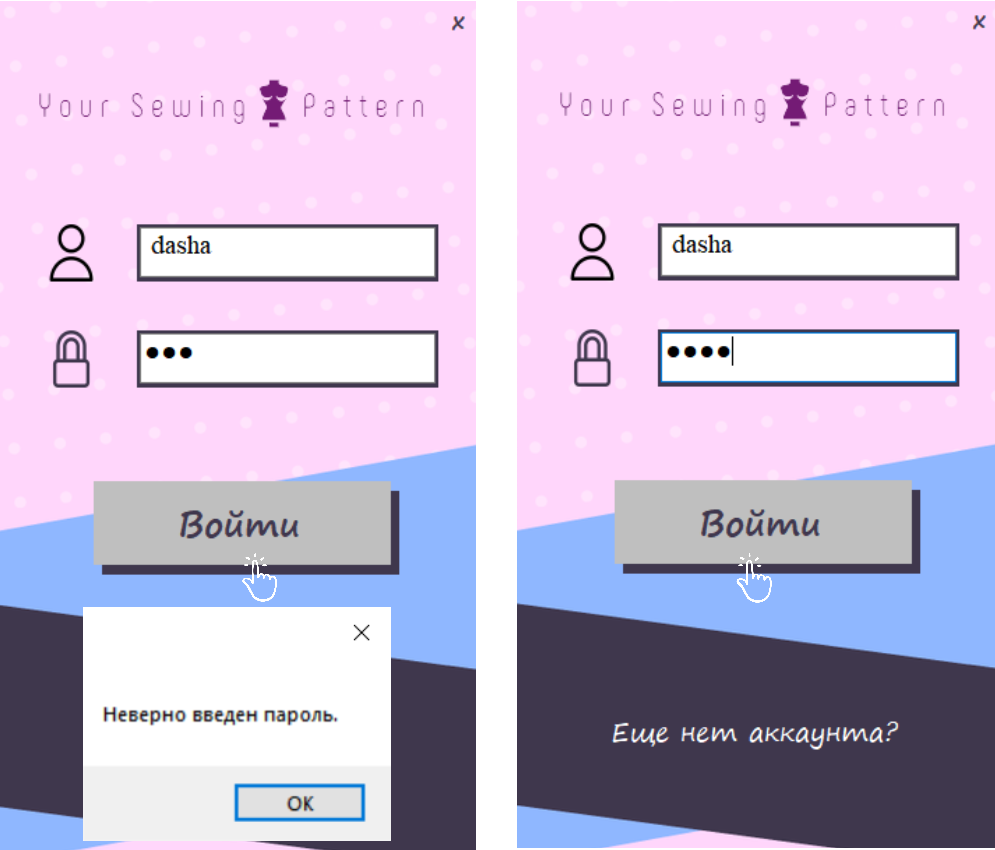 Your Sewing Pattern
dasha
●●●
Войти
Неверно введен пароль.
OK
Your Sewing Pattern
dasha
●●●●
Войти
Еще нет аккаунта?